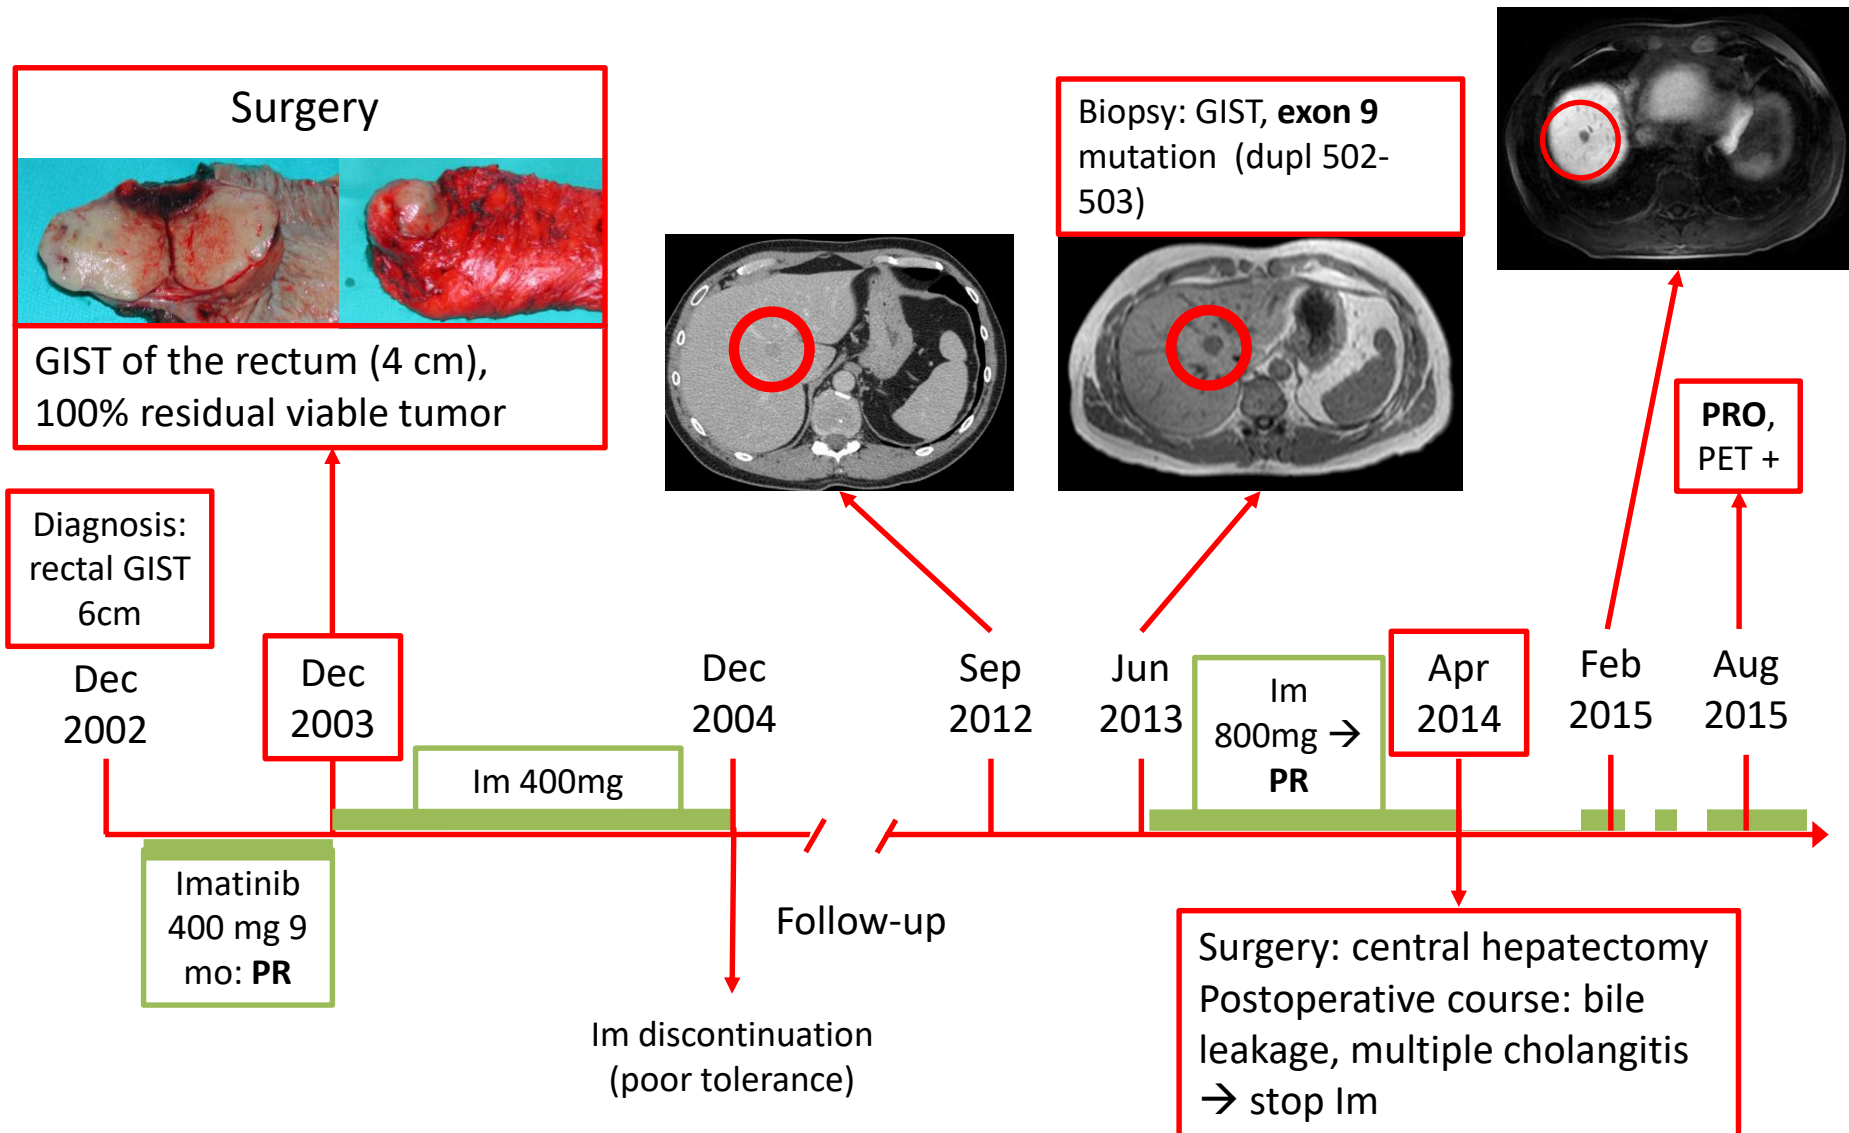 Surgery
GIST of the rectum (4 cm),
100% residual viable tumor
Biopsy: GIST, exon 9
mutation (dupl 502-
503)
PRO,
PET +
Diagnosis:
rectal GIST
6cm
Dec
2002
Dec
2003
Dec
2004
Sep
2012
Jun
2013
Im
800mg →
PR
Apr
2014
Feb
2015
Aug
2015
Im 400mg
Imatinib
400 mg 9
mo: PR
Follow-up
Im discontinuation
(poor tolerance)
Surgery: central hepatectomy
Postoperative course: bile
leakage, multiple cholangitis
→ stop Im